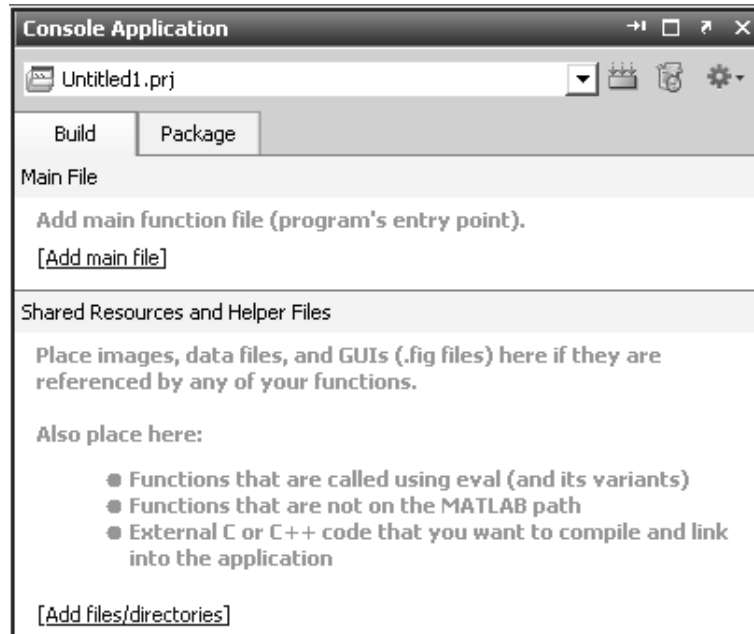 Console Application
Untitled1.prj
Build Package
Main File
Add main function file (program's entry point).
[Add main file]
Shared Resources and Helper Files
Place images, data files, and GUIs (.fig files) here if they are
referenced by any of your functions.
Also place here:
Functions that are called using eval (and its variants)
Functions that are not on the MATLAB path
External C or C++ code that you want to compile and link
into the application
[Add files/directories]